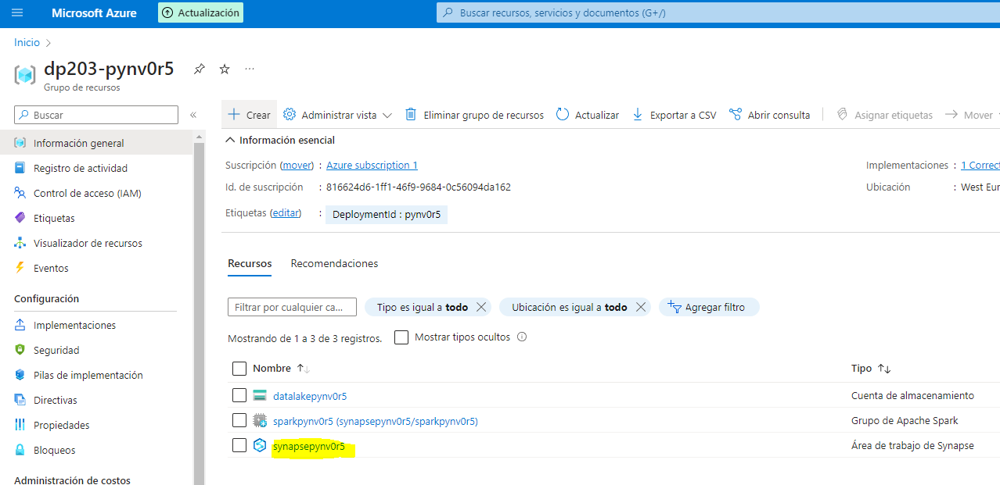 Microsoft Azure
Actualización
Buscar recursos, servicios y documentos (G+/)
Inicio
dp203-pynv0r5
Grupo de recursos
Buscar
Crear
Administrar vista
Eliminar grupo de recursos
Actualizar
Exportar a CSV
Abrir consulta
Asignar etiquetas
Mover
Información general
Registro de actividad
Control de acceso (IAM)
Etiquetas
Visualizador de recursos
Eventos
Configuración
Implementaciones
Seguridad
Pilas de implementación
Directivas
Propiedades
Bloqueos
Administración de costos
Información esencial
Suscripción (mover) : Azure subscription 1
Id. de suscripción : 816624d6-1ff1-46f9-9684-0c56094da162
Etiquetas (editar) : DeploymentId : pynv0r5
Implementaciones : 1 Correct
Ubicación : West Eur
Recursos
Recomendaciones
Filtrar por cualquier ca...
Tipo es igual a todo
Ubicación es igual a todo
Agregar filtro
Mostrando de 1 a 3 de 3 registros.
Mostrar tipos ocultos
Nombre Tipo
datalakepynv0r5 Cuenta de almacenamiento
sparkpynv0r5 (synapsepynv0r5/sparkpynv0r5) Grupo de Apache Spark
synapsepynv0r5 Área de trabajo de Synapse